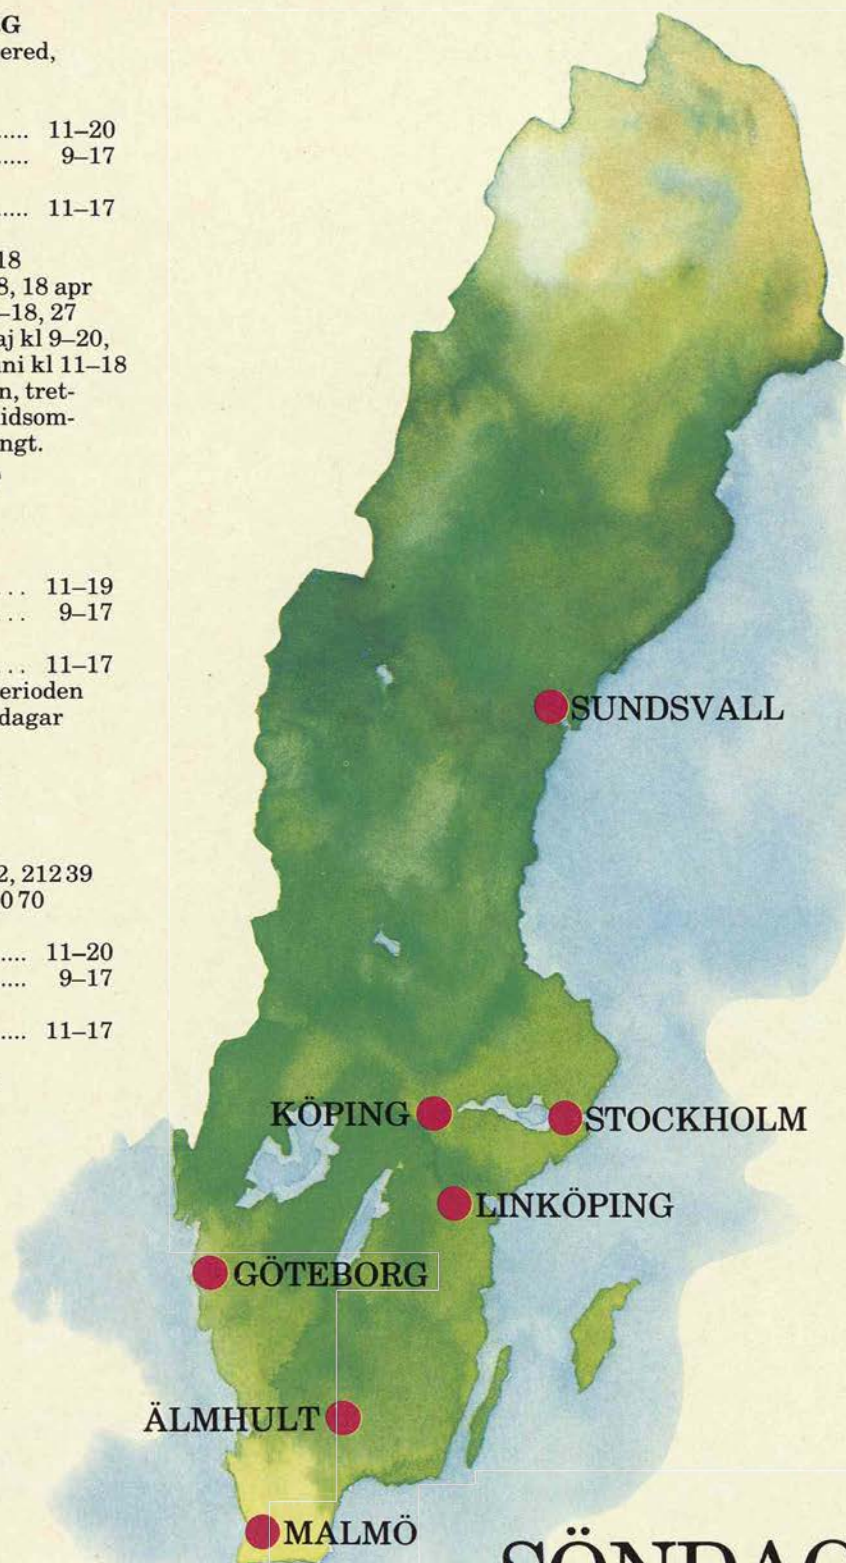 G
ered,
..... 11–20
..... 9–17
..... 11–17
18
8, 18 apr
–18, 27
aj kl 9–20,
ni kl 11–18
n, tret-
idsom-
ngt.
.. 11–19
.. 9–17
.. 11–17
erioden
dagar
2, 212 39
0 70
.... 11–20
.... 9–17
.... 11–17
SUNDSVALL
KÖPING
STOCKHOLM
LINKÖPING
GÖTEBORG
ÄLMHULT
MALMÖ
SÖNDAG